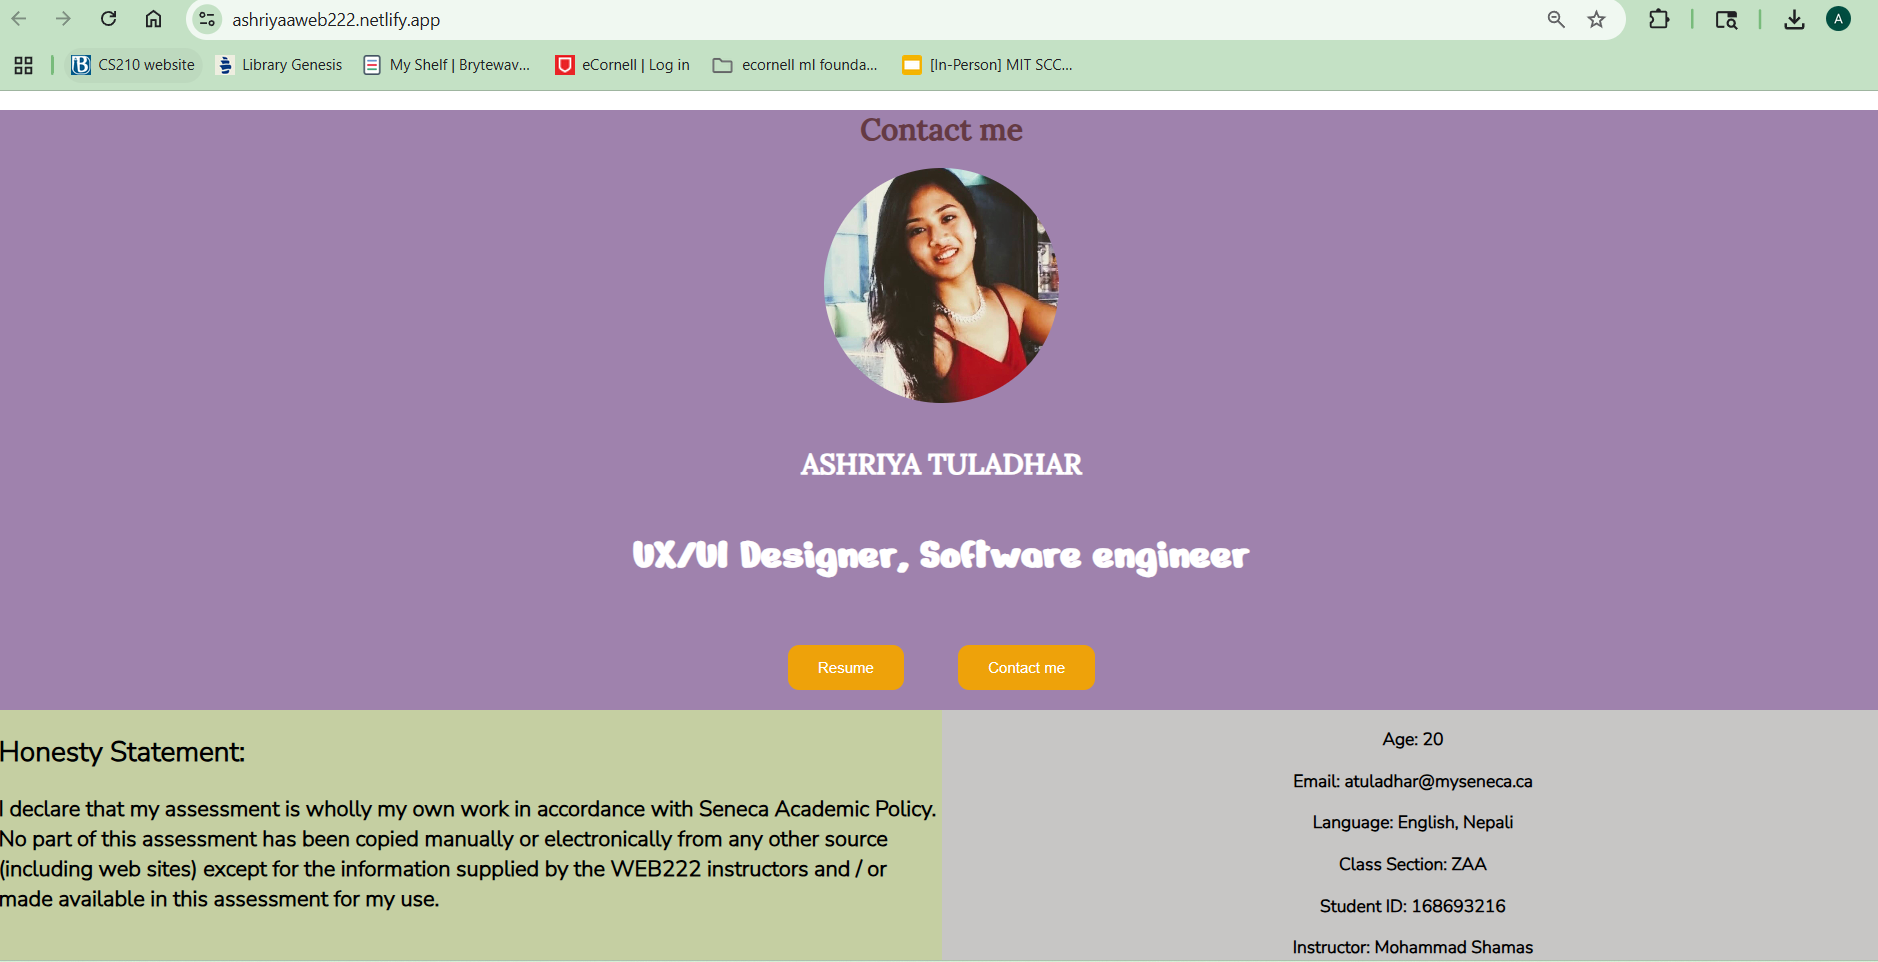 ashriyaaweb222.netlify.app
A
CS210 website
Library Genesis
My Shelf | Brytewav...
eCornell | Log in
ecornell ml founda...
[In-Person] MIT SCC...
Contact me
ASHRIYA TULADHAR
UX/UI Designer, Software engineer
Resume
Contact me
Honesty Statement:
I declare that my assessment is wholly my own work in accordance with Seneca Academic Policy.
No part of this assessment has been copied manually or electronically from any other source
(including web sites) except for the information supplied by the WEB222 instructors and / or
made available in this assessment for my use.
Age: 20
Email: atuladhar@myseneca.ca
Language: English, Nepali
Class Section: ZAA
Student ID: 168693216
Instructor: Mohammad Shamas